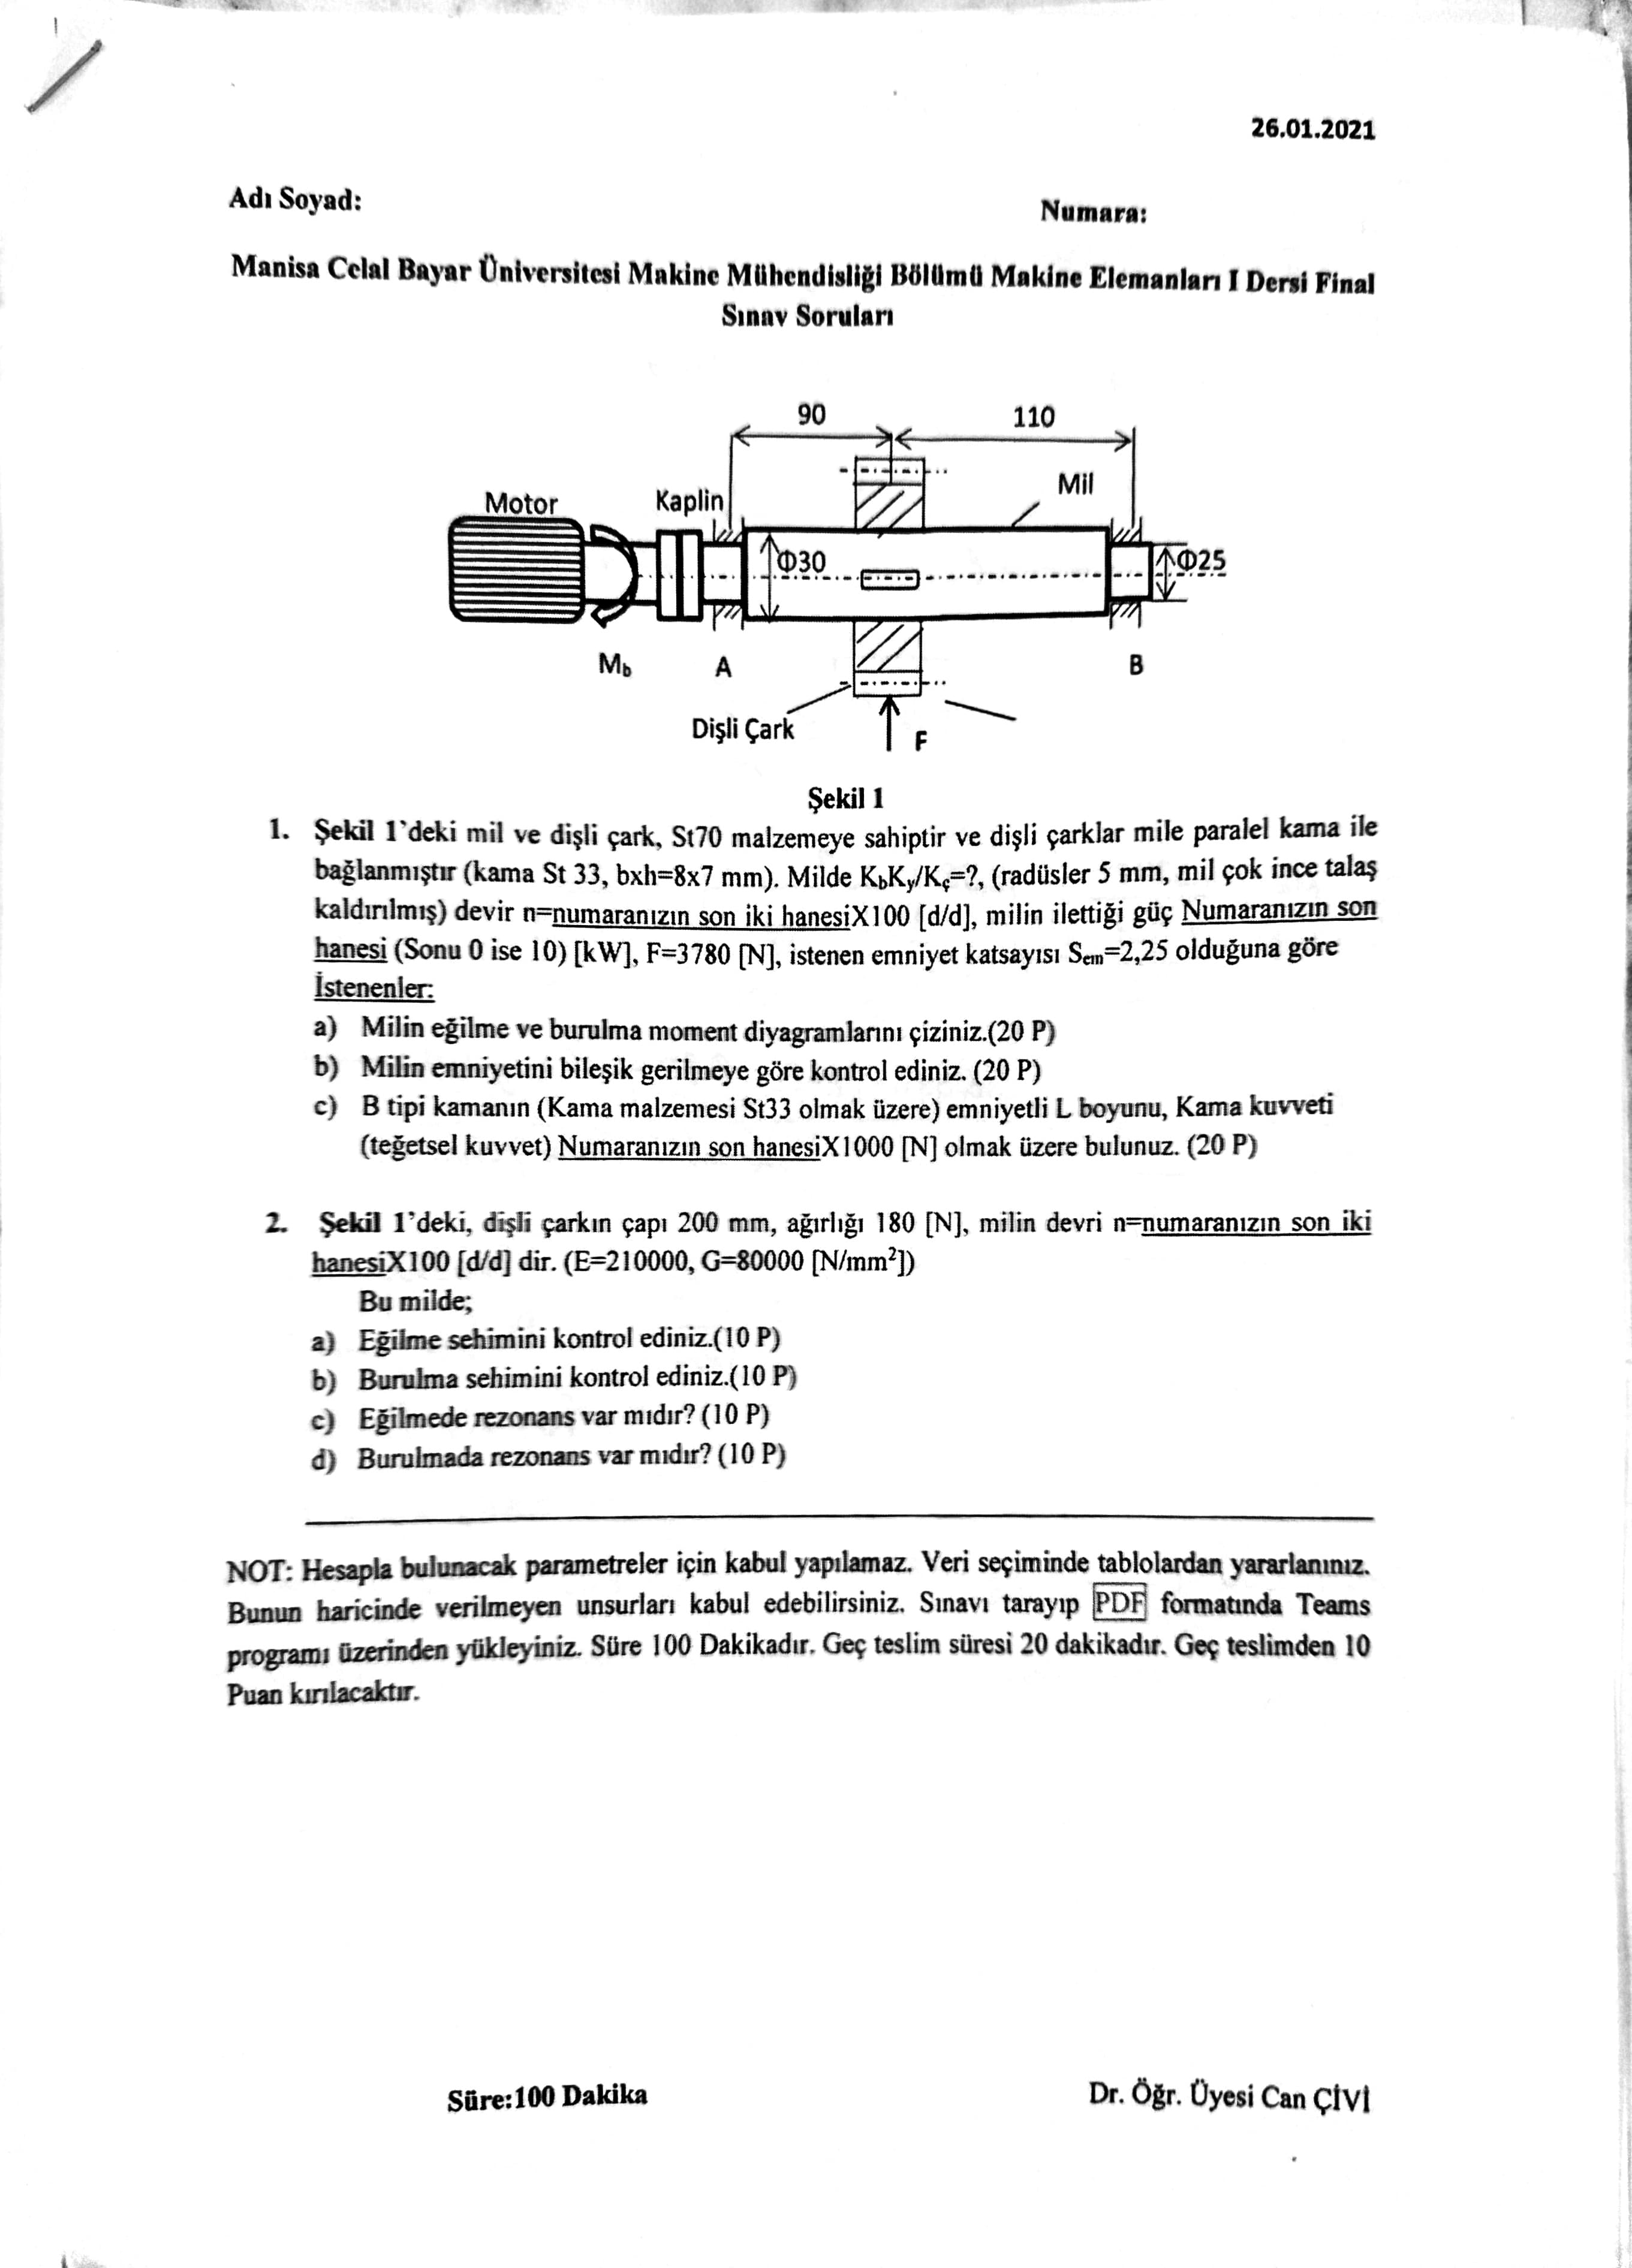 26.01.2021
Adı Soyad:
Numara:
Manisa Celal Bayar Üniversitesi Makine Mühendisliği Bölümü Makine Elemanları I Dersi Final
Sınav Soruları
90
110
Motor
Kaplin
Mil
Φ30
Φ25
Mb
A
B
Dişli Çark
F
Şekil 1
1. Şekil 1'deki mil ve dişli çark, St70 malzemeye sahiptir ve dişli çarklar mile paralel kama ile
bağlanmıştır (kama St 33, bxh=8x7 mm). Milde KbKy/Kç=?, (radüsler 5 mm, mil çok ince talaş
kaldırılmış) devir n=numaranızın son iki hanesiX100 [d/d], milin ilettiği güç Numaranızın son
hanesi (Sonu 0 ise 10) [kW], F=3780 [N], istenen emniyet katsayısı Sem=2,25 olduğuna göre
İstenenler:
a) Milin eğilme ve burulma moment diyagramlarını çiziniz.(20 P)
b) Milin emniyetini bileşik gerilmeye göre kontrol ediniz. (20 P)
c) B tipi kamanın (Kama malzemesi St33 olmak üzere) emniyetli L boyunu, Kama kuvveti
(teğetsel kuvvet) Numaranızın son hanesiX1000 [N] olmak üzere bulunuz. (20 P)
2. Şekil 1'deki, dişli çarkın çapı 200 mm, ağırlığı 180 [N], milin devri n=numaranızın son iki
hanesiX100 [d/d] dir. (E=210000, G=80000 [N/mm²])
Bu milde;
a) Eğilme sehimini kontrol ediniz.(10 P)
b) Burulma sehimini kontrol ediniz.(10 P)
c) Eğilmede rezonans var mıdır? (10 P)
d) Burulmada rezonans var mıdır? (10 P)
NOT: Hesapla bulunacak parametreler için kabul yapılamaz. Veri seçiminde tablolardan yararlanınız.
Bunun haricinde verilmeyen unsurları kabul edebilirsiniz. Sınavı tarayıp PDF formatında Teams
programı üzerinden yükleyiniz. Süre 100 Dakikadır. Geç teslim süresi 20 dakikadır. Geç teslimden 10
Puan kırılacaktır.
Süre:100 Dakika
Dr. Öğr. Üyesi Can ÇİVİ